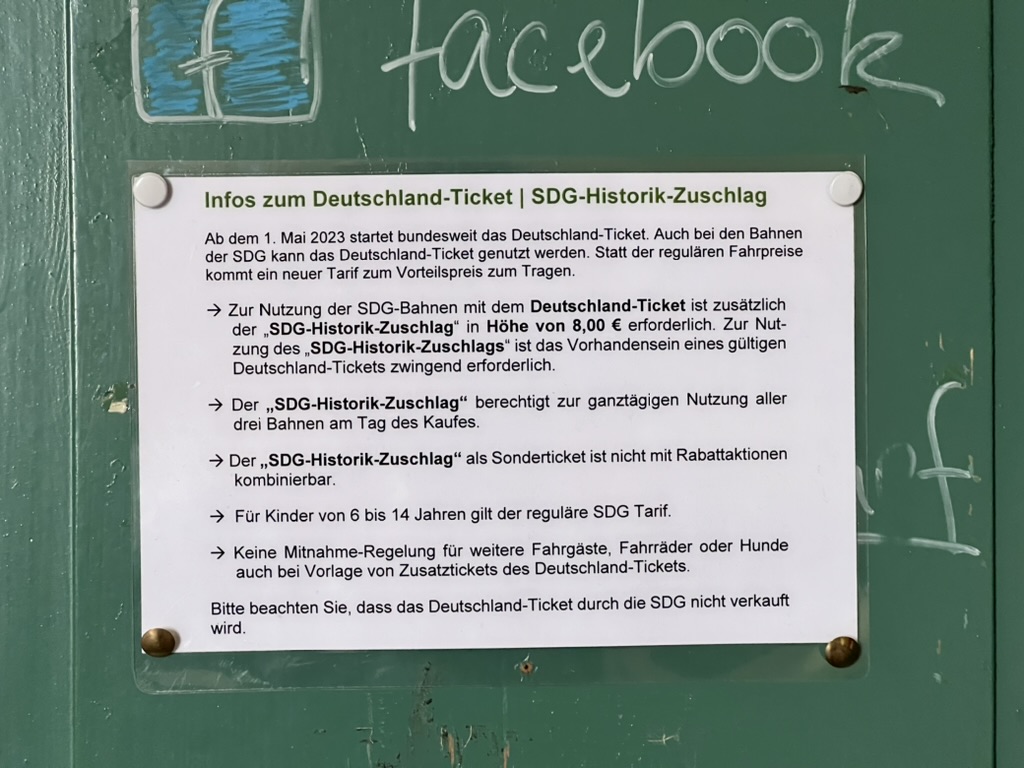 f facebook
Infos zum Deutschland-Ticket | SDG-Historik-Zuschlag
Ab dem 1. Mai 2023 startet bundesweit das Deutschland-Ticket. Auch bei den Bahnen
der SDG kann das Deutschland-Ticket genutzt werden. Statt der regulären Fahrpreise
kommt ein neuer Tarif zum Vorteilspreis zum Tragen.
→ Zur Nutzung der SDG-Bahnen mit dem Deutschland-Ticket ist zusätzlich
der „SDG-Historik-Zuschlag“ in Höhe von 8,00 € erforderlich. Zur Nut-
zung des „SDG-Historik-Zuschlags“ ist das Vorhandensein eines gültigen
Deutschland-Tickets zwingend erforderlich.
→ Der „SDG-Historik-Zuschlag“ berechtigt zur ganztägigen Nutzung aller
drei Bahnen am Tag des Kaufes.
→ Der „SDG-Historik-Zuschlag“ als Sonderticket ist nicht mit Rabattaktionen
kombinierbar.
→ Für Kinder von 6 bis 14 Jahren gilt der reguläre SDG Tarif.
→ Keine Mitnahme-Regelung für weitere Fahrgäste, Fahrräder oder Hunde
auch bei Vorlage von Zusatztickets des Deutschland-Tickets.
Bitte beachten Sie, dass das Deutschland-Ticket durch die SDG nicht verkauft
wird.